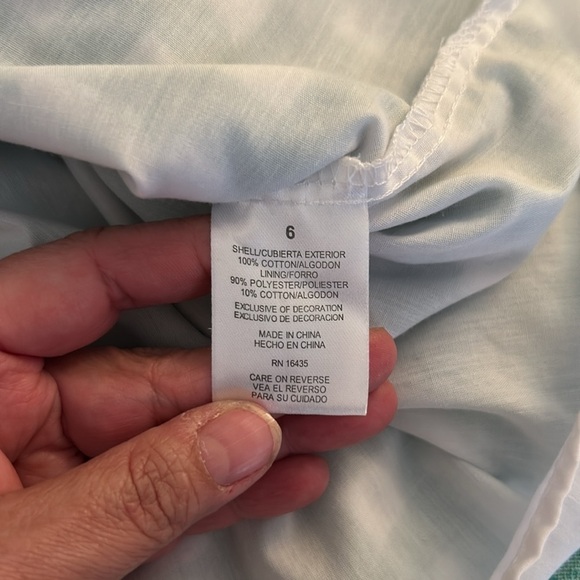 6
SHELL/CUBIERTA EXTERIOR
100% COTTON/ALGODON
LINING/FORRO
90% POLYESTER/POLIESTER
10% COTTON/ALGODON
EXCLUSIVE OF DECORATION
EXCLUSIVO DE DECORACION
MADE IN CHINA
HECHO EN CHINA
RN 16435
CARE ON REVERSE
VEA EL REVERSO
PARA SU CUIDADO